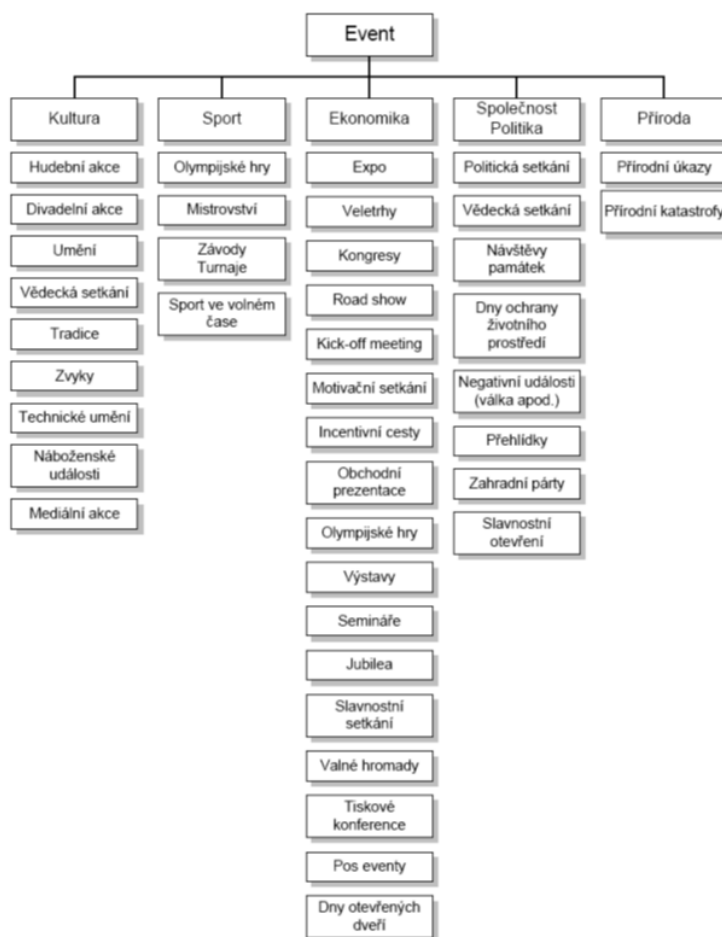 Event
Kultura
Hudební akce
Divadelní akce
Umění
Vědecká setkání
Tradice
Zvyky
Technické umění
Náboženské
události
Mediální akce
Sport
Olympijské hry
Mistrovství
Závody
Turnaje
Sport ve volném
čase
Ekonomika
Expo
Veletrhy
Kongresy
Road show
Kick-off meeting
Motivační setkání
Incentivní cesty
Obchodní
prezentace
Olympijské hry
Výstavy
Semináře
Jubilea
Slavnostní
setkání
Valné hromady
Tiskové
konference
Pos eventy
Dny otevřených
dveří
Společnost
Politika
Politická setkání
Vědecká setkání
Návštěvy
památek
Dny ochrany
životního
prostředí
Negativní události
(válka apod.)
Přehlídky
Zahradní párty
Slavnostní
otevření
Příroda
Přírodní úkazy
Přírodní katastrofy